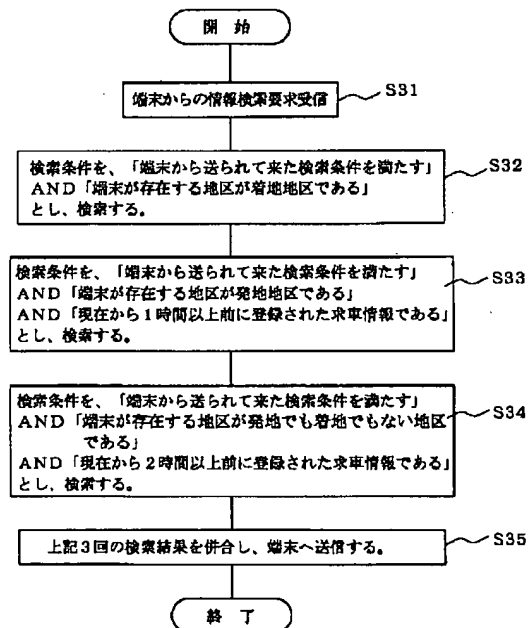 開 始
端末からの情報検索要求受信
S31
検索条件を、「端末から送られて来た検索条件を満たす」
AND「端末が存在する地区が着地地区である」
とし、検索する。
S32
検索条件を、「端末から送られて来た検索条件を満たす」
AND「端末が存在する地区が発地地区である」
AND「現在から1時間以上前に登録された求車情報である」
とし、検索する。
S33
検索条件を、「端末から送られて来た検索条件を満たす」
AND「端末が存在する地区が発地でも着地でもない地区
である」
AND「現在から2時間以上前に登録された求車情報である」
とし、検索する。
S34
上記3回の検索結果を併合し、端末へ送信する。
S35
終 了